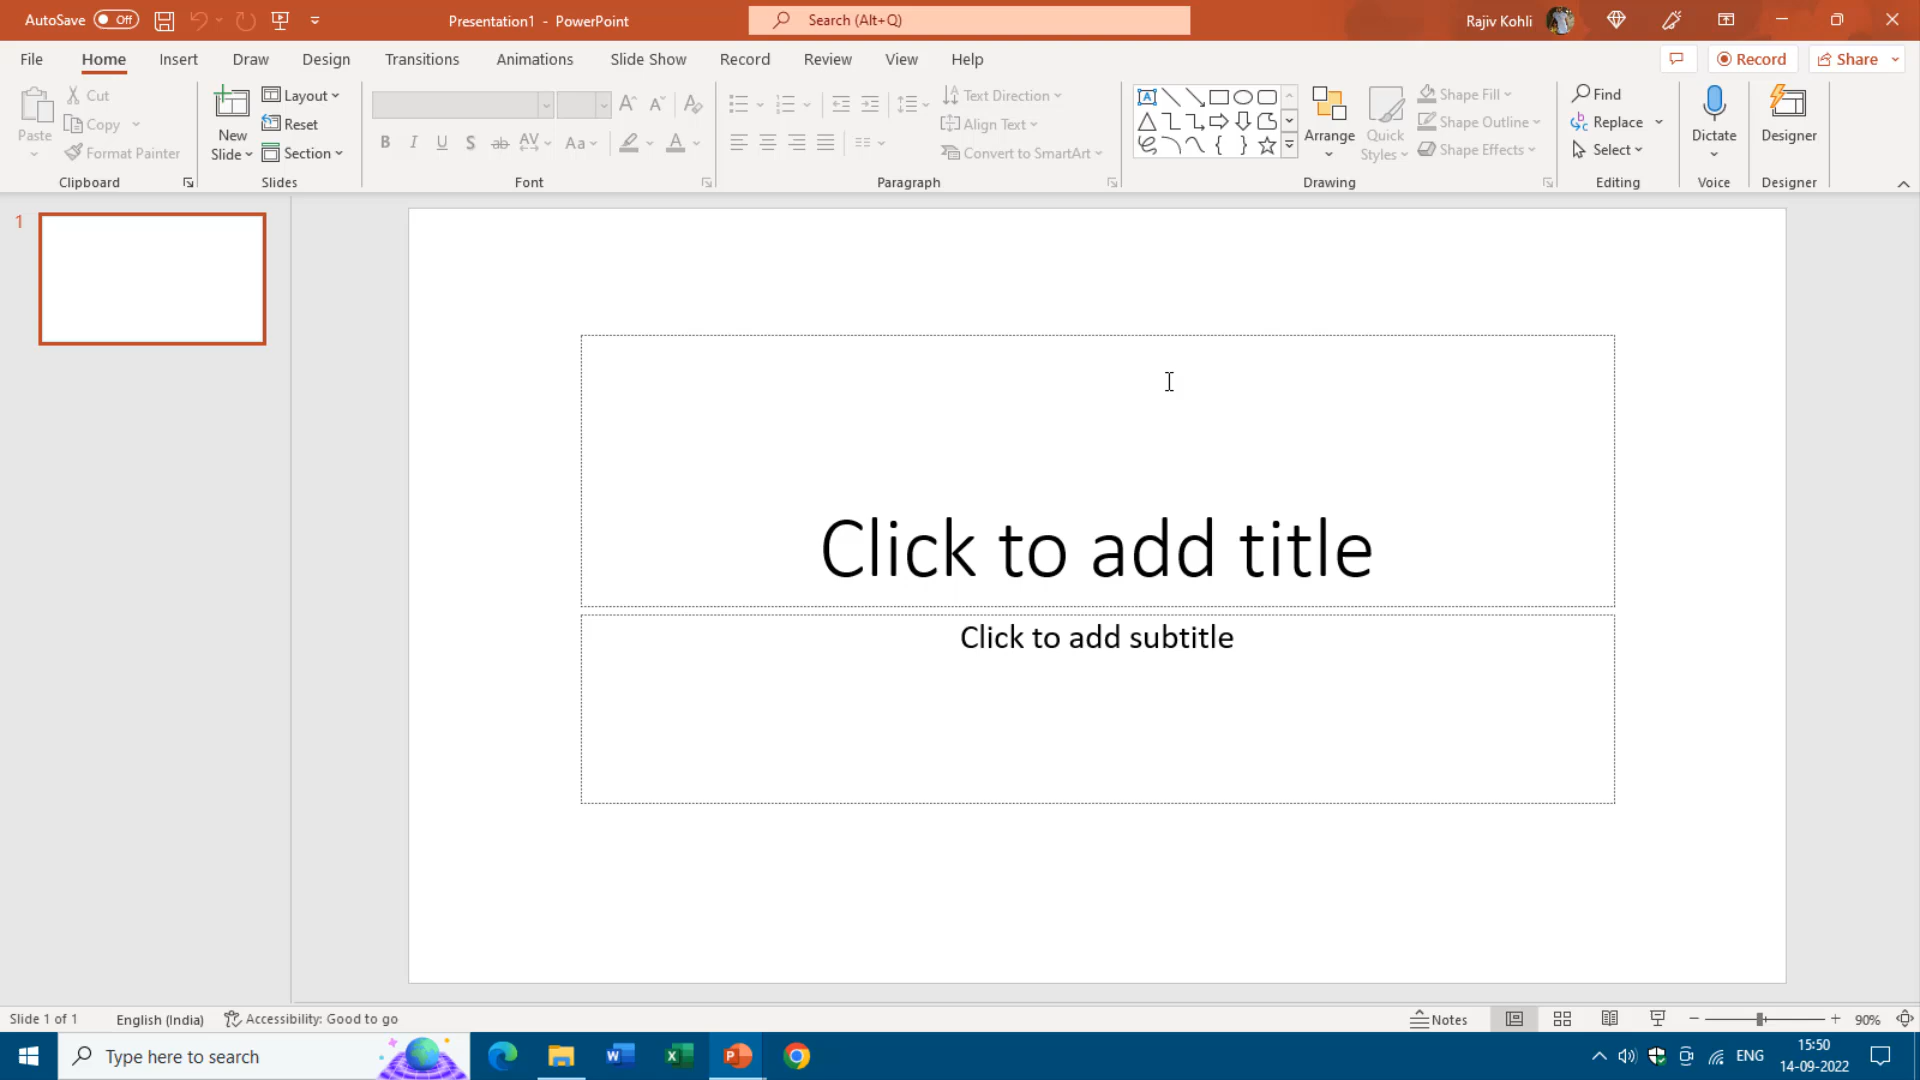 AutoSave Off Presentation1 - PowerPoint Search (Alt+Q) Rajiv Kohli
File Home Insert Draw Design Transitions Animations Slide Show Record Review View Help Record Share
Paste Cut
Copy
Format Painter
Clipboard
New Slide Layout
Reset
Section
Slides
B I U S ab AV Aa A
Font
Text Direction
Align Text
Convert to SmartArt
Paragraph
Arrange Quick Styles Shape Fill
Shape Outline
Shape Effects
Drawing
Find
Replace
Select
Editing
Dictate
Voice
Designer
Designer
1
Click to add title
Click to add subtitle
Slide 1 of 1 English (India) Accessibility: Good to go Notes 90%
Type here to search ENG 15:50
14-09-2022